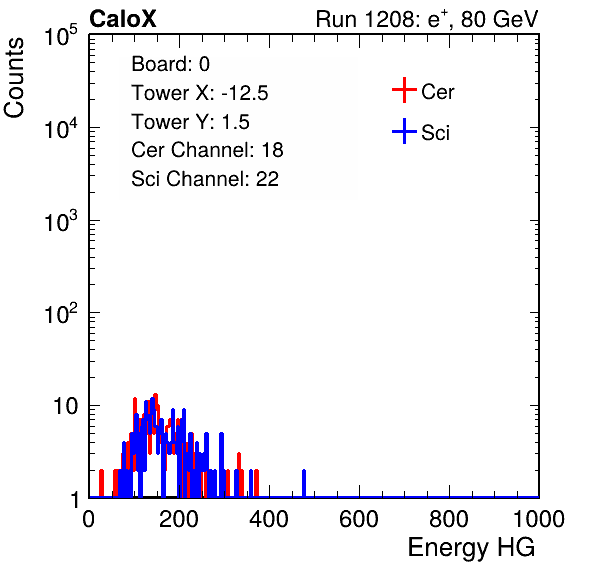 CaloX Run 1208: e⁺, 80 GeV
Counts
10⁵
10⁴
10³
10²
10
1
Board: 0
Tower X: -12.5
Tower Y: 1.5
Cer Channel: 18
Sci Channel: 22
Cer
Sci
0 200 400 600 800 1000
Energy HG